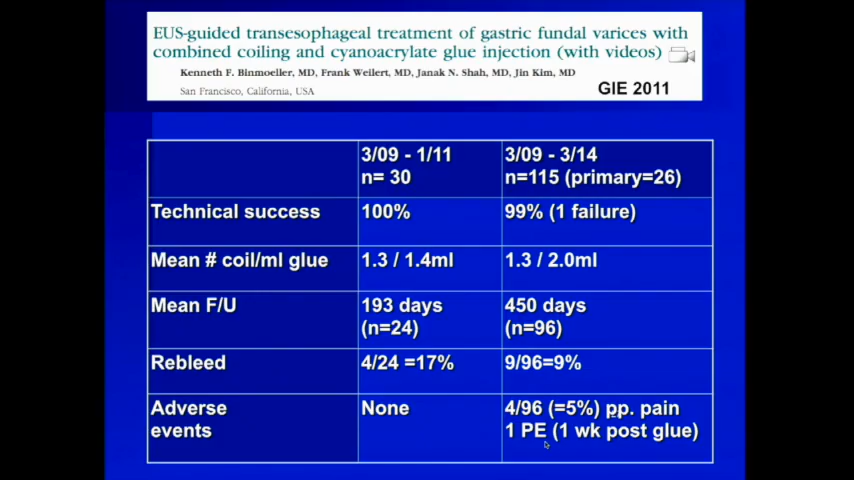 EUS-guided transesophageal treatment of gastric fundal varices with
combined coiling and cyanoacrylate glue injection (with videos)
Kenneth F. Binmoeller, MD, Frank Weilert, MD, Janak N. Shah, MD, Jin Kim, MD
San Francisco, California, USA
GIE 2011
3/09 - 1/11
n= 30
3/09 - 3/14
n=115 (primary=26)
Technical success
100%
99% (1 failure)
Mean # coil/ml glue
1.3 / 1.4ml
1.3 / 2.0ml
Mean F/U
193 days
(n=24)
450 days
(n=96)
Rebleed
4/24 =17%
9/96=9%
Adverse
events
None
4/96 (=5%) pp. pain
1 PE (1 wk post glue)